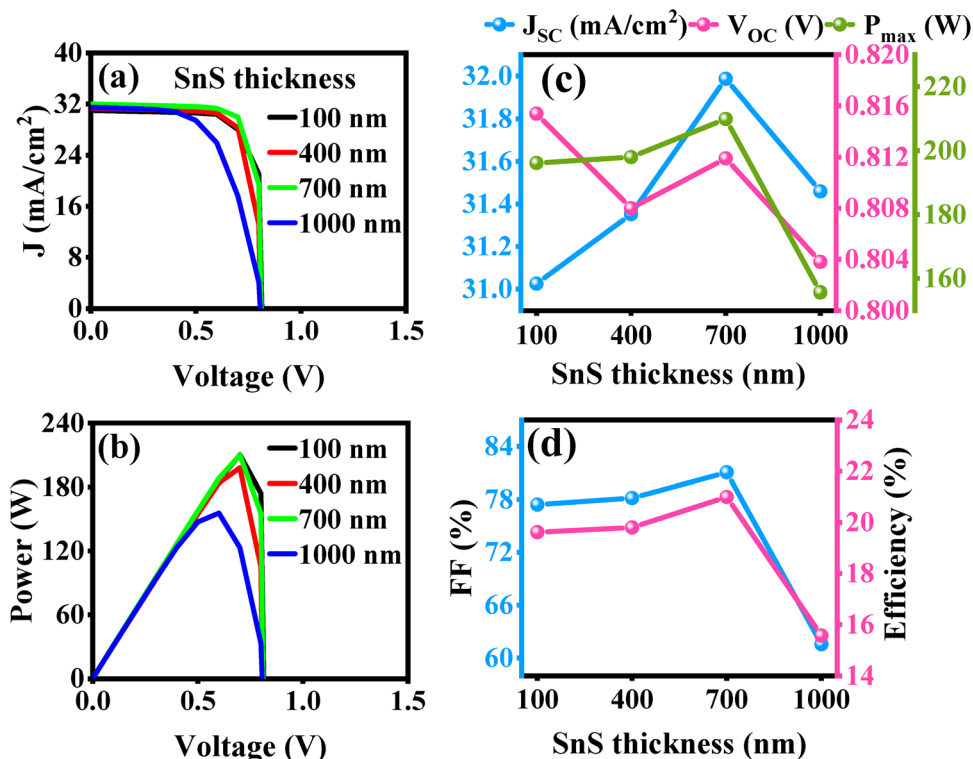 (a)
SnS thickness
100 nm
400 nm
700 nm
1000 nm
J (mA/cm²)
40
32
24
16
8
0
0.0 0.5 1.0 1.5
Voltage (V)
(b)
100 nm
400 nm
700 nm
1000 nm
Power (W)
240
180
120
60
0
0.0 0.5 1.0 1.5
Voltage (V)
J_SC (mA/cm²) V_OC (V) P_max (W)
(c)
32.0
31.8
31.6
31.4
31.2
31.0
0.820
0.816
0.812
0.808
0.804
0.800
220
200
180
160
100 400 700 1000
SnS thickness (nm)
(d)
FF (%)
84
78
72
66
60
24
22
20
18
16
14
Efficiency (%)
100 400 700 1000
SnS thickness (nm)